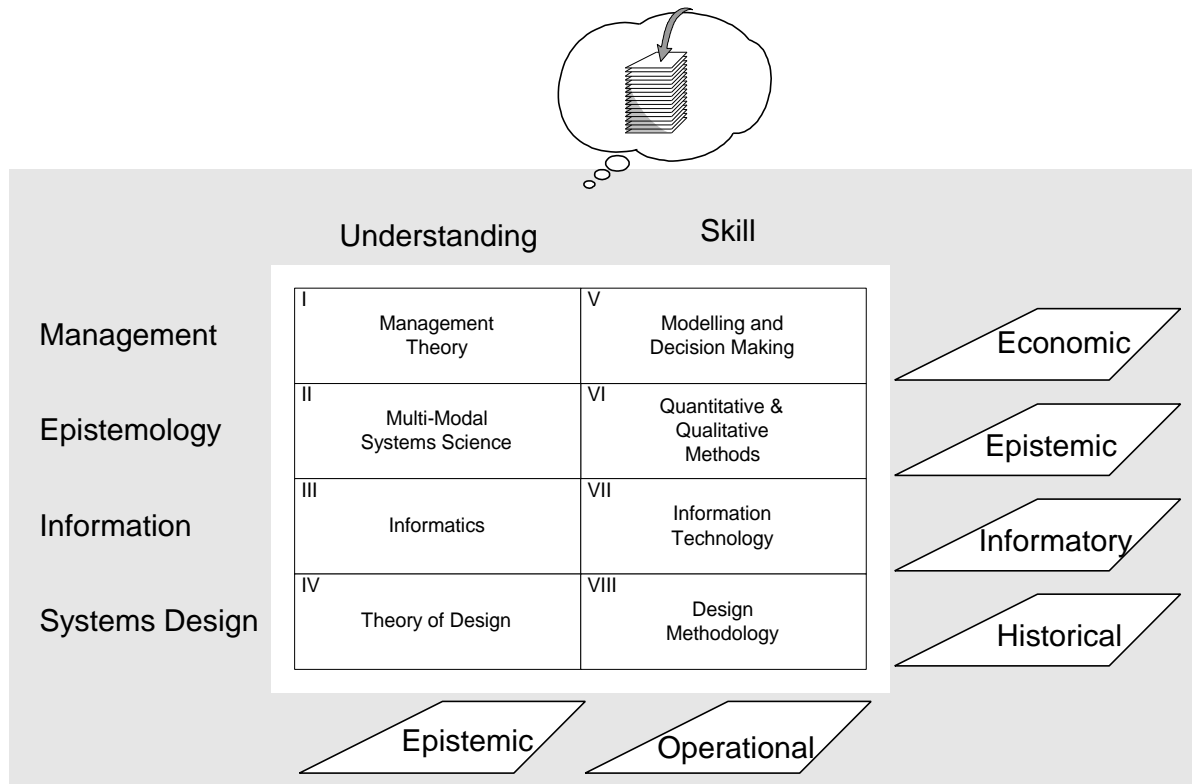 Understanding
Skill
Management
I
Management
Theory
V
Modelling and
Decision Making
Economic
Epistemology
II
Multi-Modal
Systems Science
VI
Quantitative &
Qualitative
Methods
Epistemic
Information
III
Informatics
VII
Information
Technology
Informatory
Systems Design
IV
Theory of Design
VIII
Design
Methodology
Historical
Epistemic
Operational